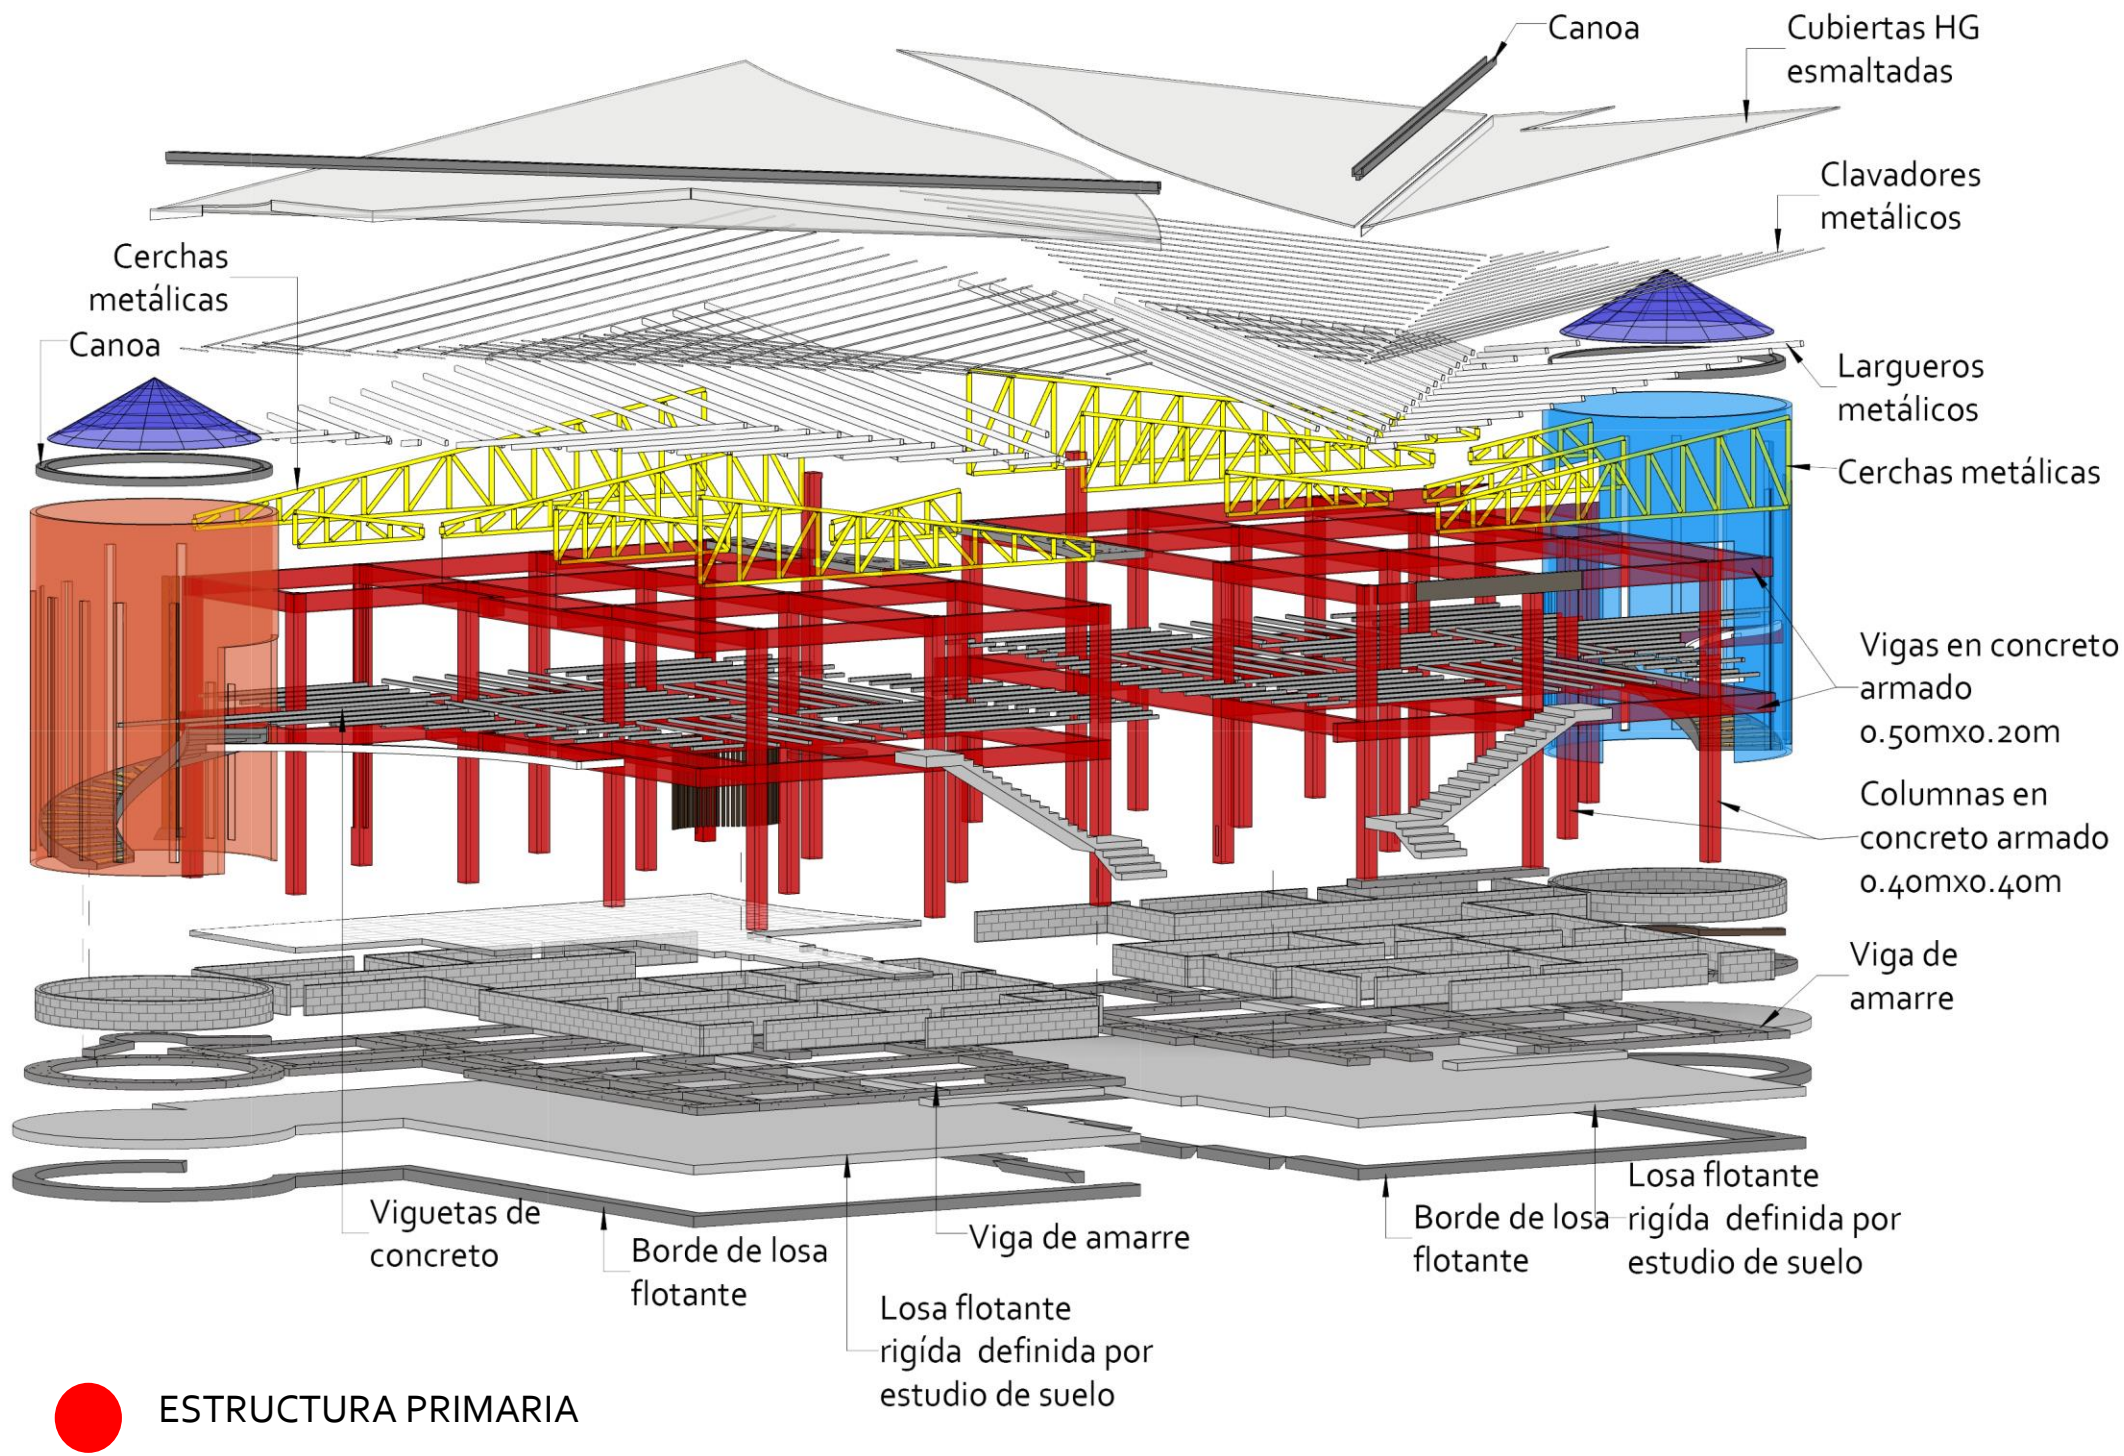 Canoa
Cubiertas HG
esmaltadas
Clavadores
metálicos
Cerchas
metálicas
Canoa
Largueros
metálicos
Cerchas metálicas
Vigas en concreto
armado
0.50mx0.20m
Columnas en
concreto armado
0.40mx0.40m
Viga de
amarre
Viguetas de
concreto
Borde de losa
flotante
Viga de amarre
Losa flotante
rigída definida por
estudio de suelo
Borde de losa
flotante
Losa flotante
rigída definida por
estudio de suelo
ESTRUCTURA PRIMARIA